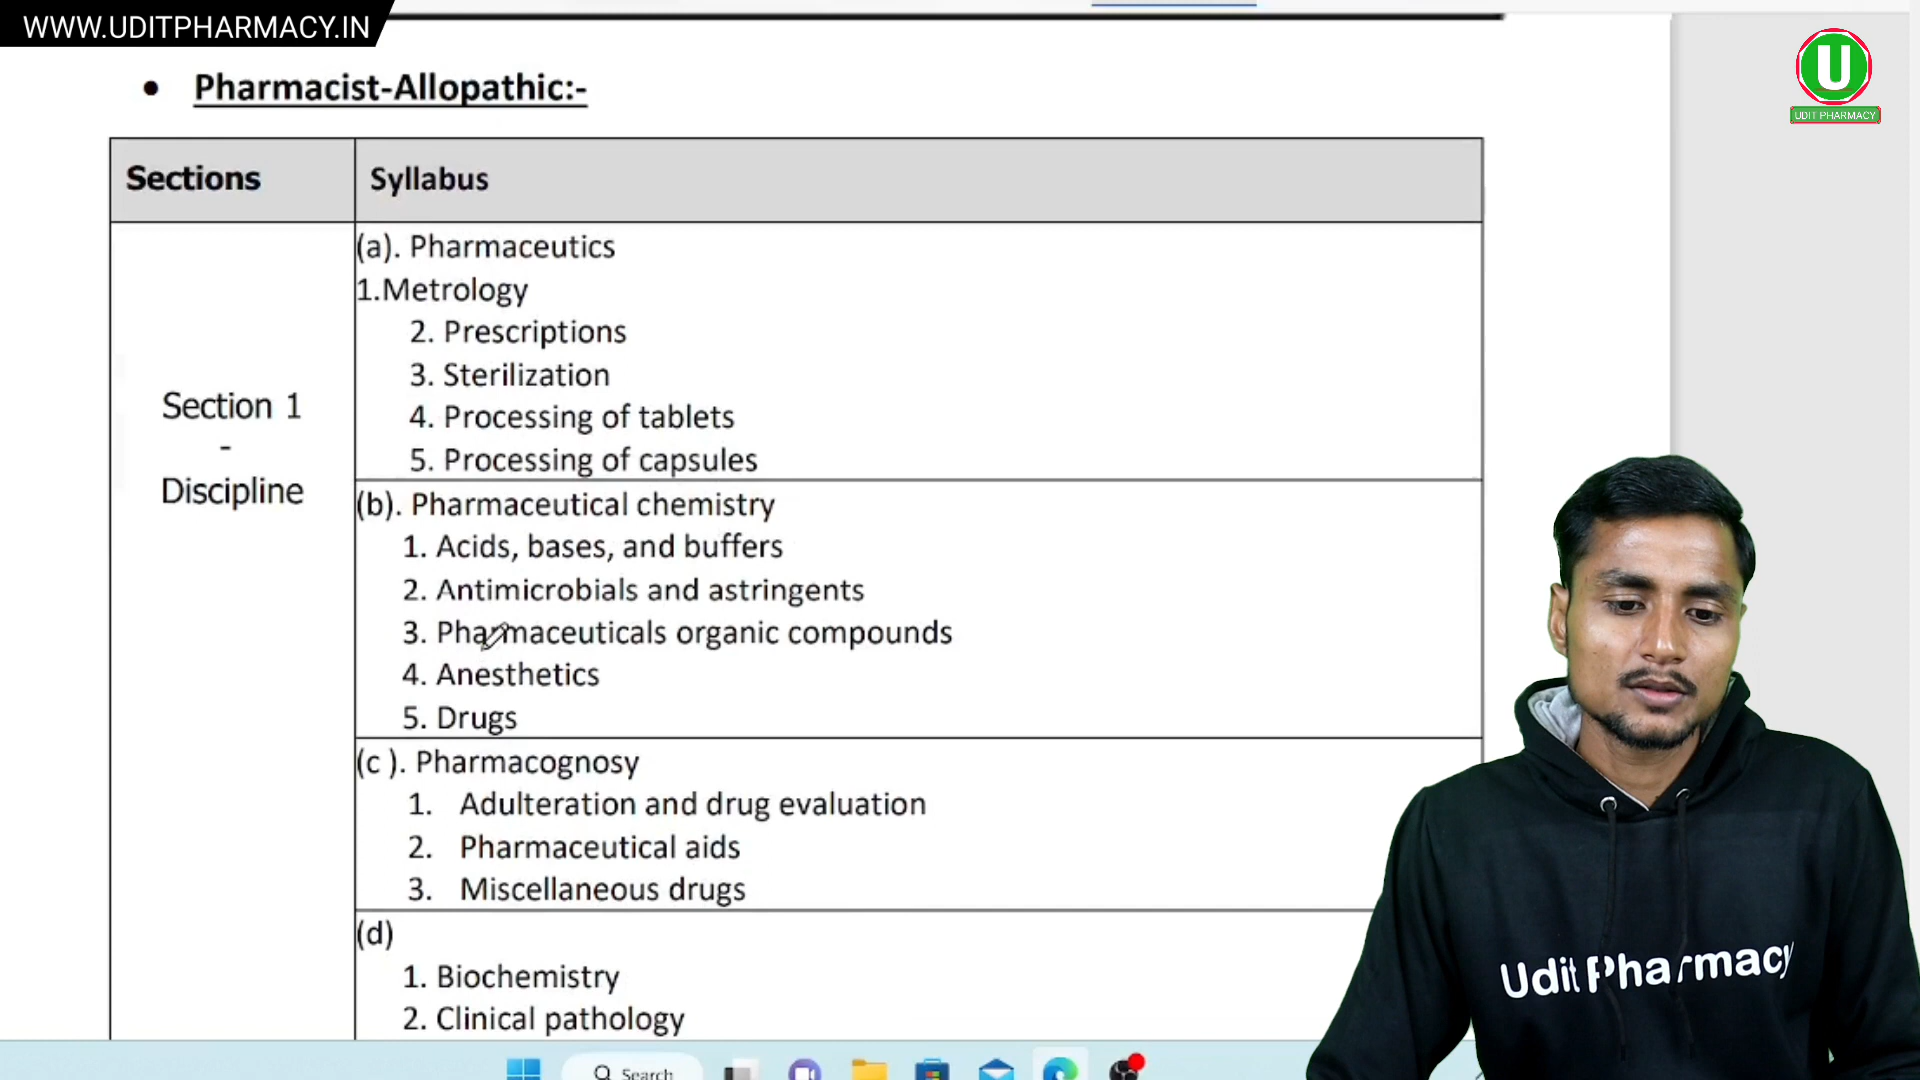 WWW.UDITPHARMACY.IN
U
UDIT PHARMACY
• Pharmacist-Allopathic:-
Sections
Syllabus
Section 1
-
Discipline
(a). Pharmaceutics
1.Metrology
2. Prescriptions
3. Sterilization
4. Processing of tablets
5. Processing of capsules
(b). Pharmaceutical chemistry
1. Acids, bases, and buffers
2. Antimicrobials and astringents
3. Pharmaceuticals organic compounds
4. Anesthetics
5. Drugs
(c ). Pharmacognosy
1. Adulteration and drug evaluation
2. Pharmaceutical aids
3. Miscellaneous drugs
(d)
1. Biochemistry
2. Clinical pathology
Udit Pharmacy
Search